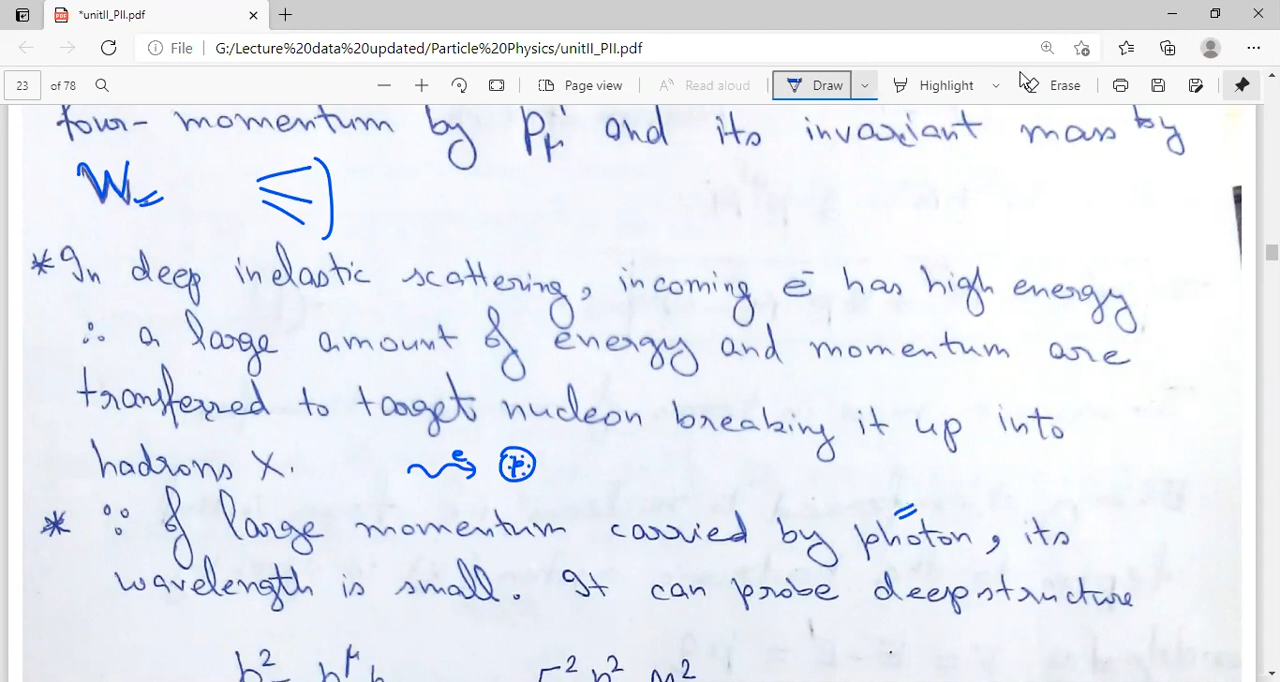 *unitII_PII.pdf
File G:/Lecture%20data%20updated/Particle%20Physics/unitII_PII.pdf
23 of 78 Page view Read aloud Draw Highlight Erase
four- momentum by P'μ and its invariant mass by
W
* In deep inelastic scattering, incoming e⁻ has high energy
∴ a large amount of energy and momentum are
transferred to target nucleon breaking it up into
hadrons X.
e p
* ∵ of large momentum carried by photon, its
wavelength is small. It can probe deep structure